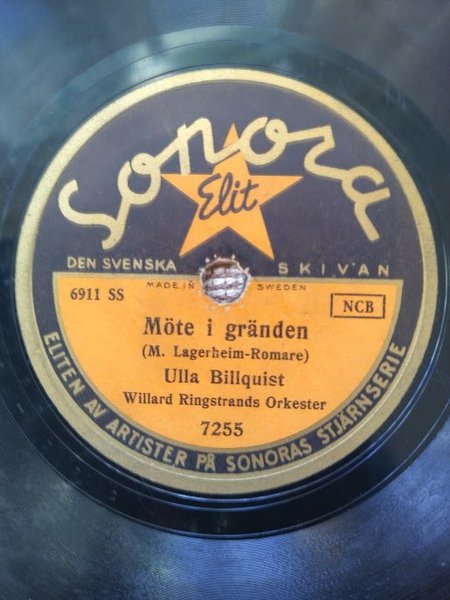 Sonora
Elit
DEN SVENSKA SKIVAN
MADE IN SWEDEN
6911 SS
NCB
Möte i gränden
(M. Lagerheim-Romare)
Ulla Billquist
Willard Ringstrands Orkester
7255
ELITEN AV ARTISTER PÅ SONORAS STJÄRNSERIE